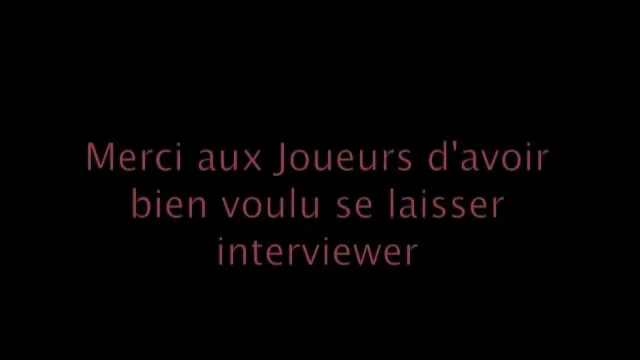 Merci aux Joueurs d'avoir
bien voulu se laisser
interviewer